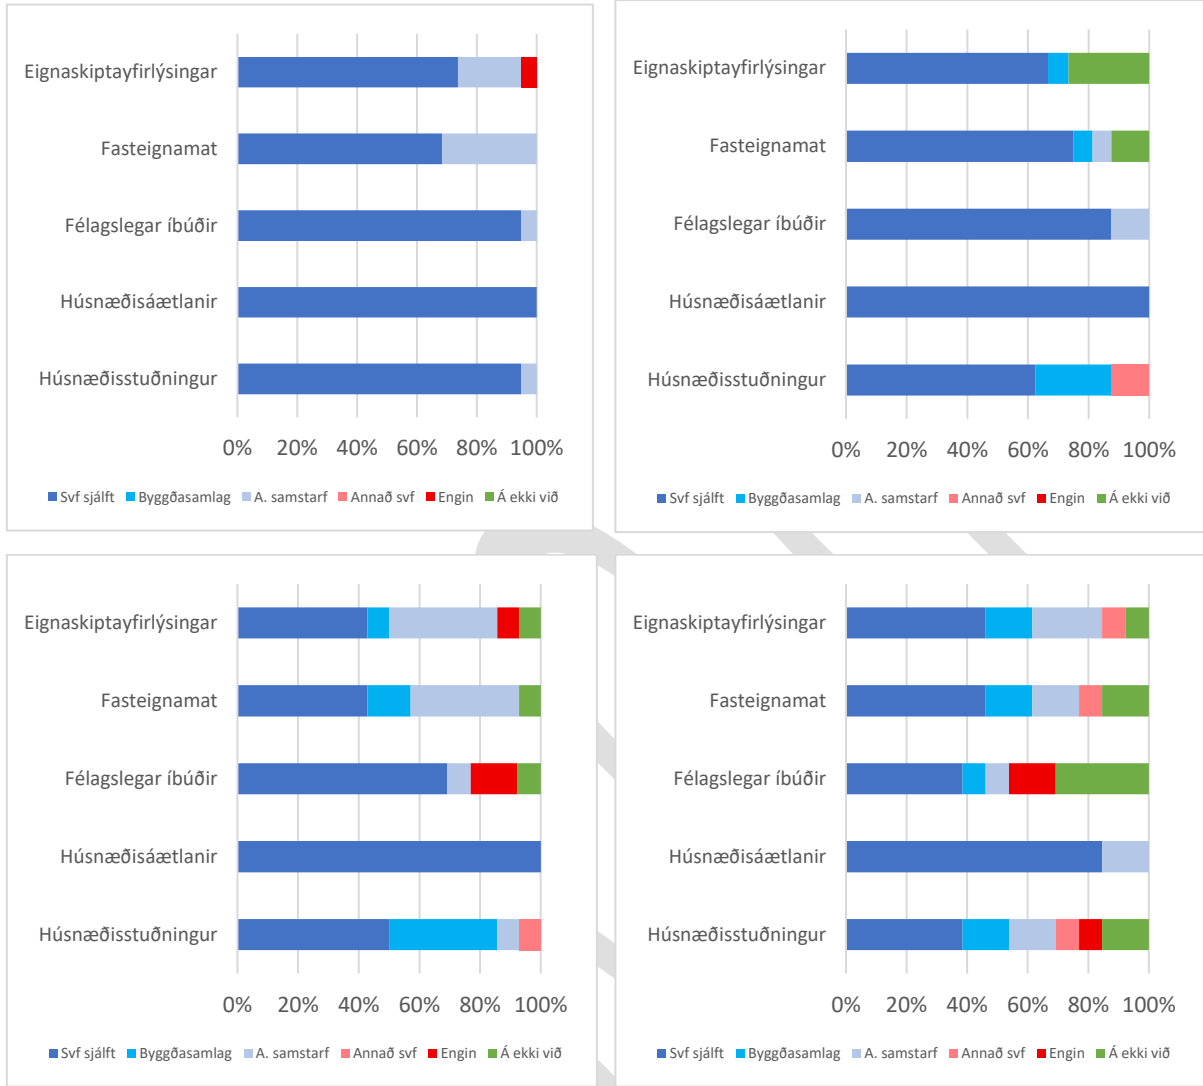 Eignaskiptayfirlýsingar
Fasteignamat
Félagslegar íbúðir
Húsnæðisáætlanir
Húsnæðisstuðningur
0% 20% 40% 60% 80% 100%
Svf sjálft Byggðasamlag A. samstarf Annað svf Engin Á ekki við
Eignaskiptayfirlýsingar
Fasteignamat
Félagslegar íbúðir
Húsnæðisáætlanir
Húsnæðisstuðningur
0% 20% 40% 60% 80% 100%
Svf sjálft Byggðasamlag A. samstarf Annað svf Engin Á ekki við
Eignaskiptayfirlýsingar
Fasteignamat
Félagslegar íbúðir
Húsnæðisáætlanir
Húsnæðisstuðningur
0% 20% 40% 60% 80% 100%
Svf sjálft Byggðasamlag A. samstarf Annað svf Engin Á ekki við
Eignaskiptayfirlýsingar
Fasteignamat
Félagslegar íbúðir
Húsnæðisáætlanir
Húsnæðisstuðningur
0% 20% 40% 60% 80% 100%
Svf sjálft Byggðasamlag A. samstarf Annað svf Engin Á ekki við